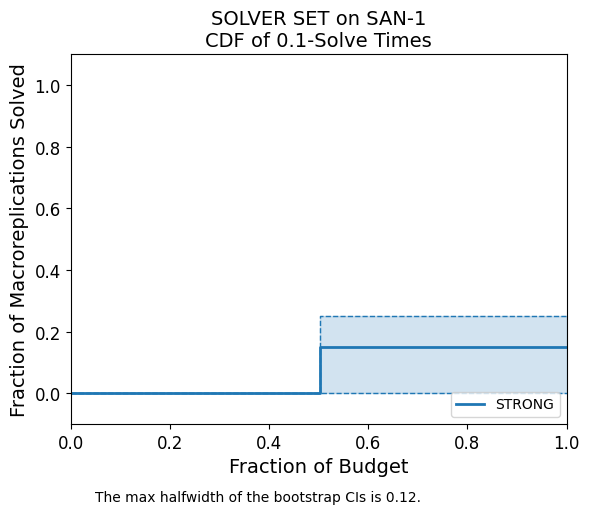 SOLVER SET on SAN-1
CDF of 0.1-Solve Times
Fraction of Macroreplications Solved
1.0
0.8
0.6
0.4
0.2
0.0
STRONG
0.0 0.2 0.4 0.6 0.8 1.0
Fraction of Budget
The max halfwidth of the bootstrap CIs is 0.12.